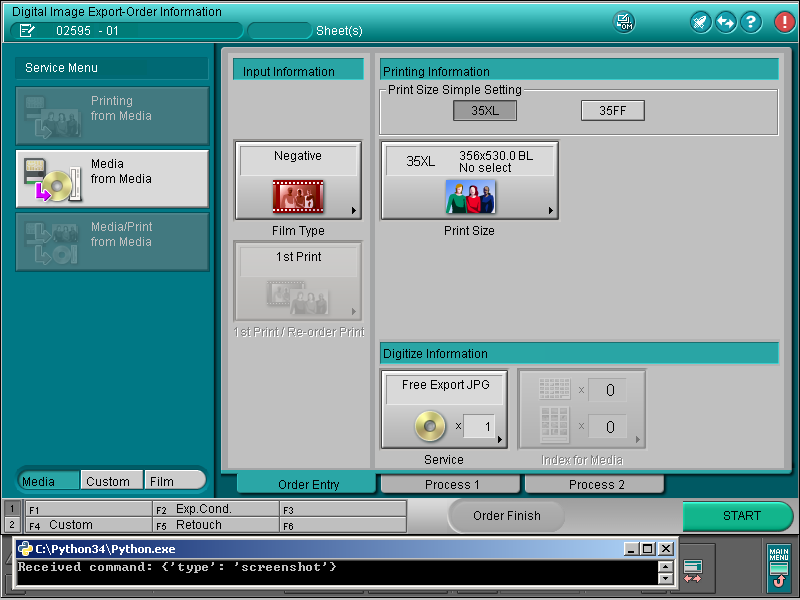 Digital Image Export-Order Information
02595 - 01
Sheet(s)
OM
?
!
Service Menu
Printing
from Media
Media
from Media
Media/Print
from Media
Media
Custom
Film
Input Information
Negative
Film Type
1st Print
1st Print / Re-order Print
Printing Information
Print Size Simple Setting
35XL
35FF
35XL
356x530.0 BL
No select
Print Size
Digitize Information
Free Export JPG
x 1
Service
x 0
x 0
Index for Media
Order Entry
Process 1
Process 2
1 F1 F2 Exp.Cond. F3
2 F4 Custom F5 Retouch F6
Order Finish
START
C:\Python34\Python.exe
Received command: {'type': 'screenshot'}
MAIN
MENU